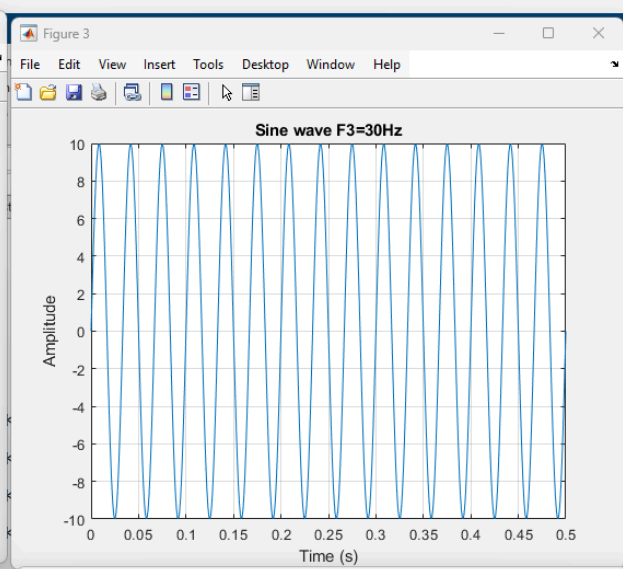 Figure 3
File Edit View Insert Tools Desktop Window Help
Sine wave F3=30Hz
10
8
6
4
2
0
-2
-4
-6
-8
-10
Amplitude
0 0.05 0.1 0.15 0.2 0.25 0.3 0.35 0.4 0.45 0.5
Time (s)